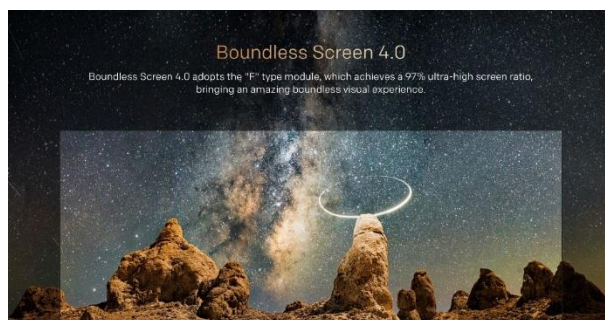 Boundless Screen 4.0
Boundless Screen 4.0 adopts the "F" type module, which achieves a 97% ultra-high screen ratio,
bringing an amazing boundless visual experience.